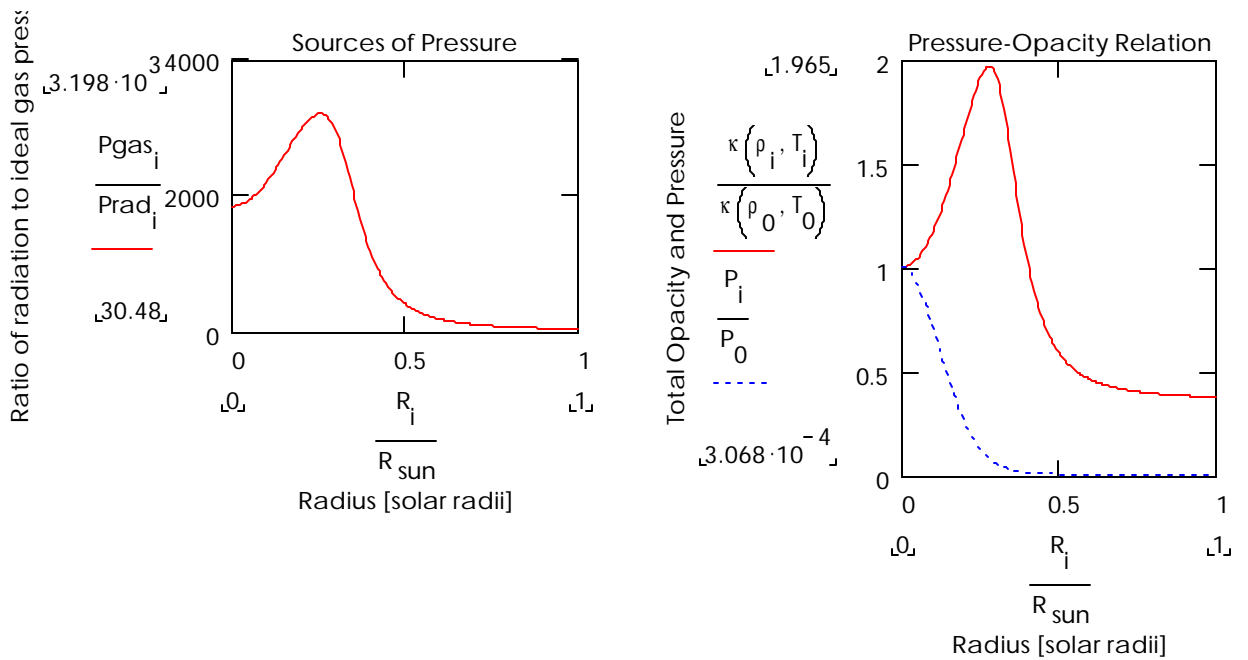 Sources of Pressure
Ratio of radiation to ideal gas press
3.198·10^3
4000
Pgas_i
Prad_i
2000
30.48
0
0
0.5
1
0
R_i
1
R_sun
Radius [solar radii]
Pressure-Opacity Relation
Total Opacity and Pressure
1.965
2
κ(ρ_i, T_i)
κ(ρ_0, T_0)
1.5
1
P_i
P_0
0.5
3.068·10^-4
0
0
0.5
1
0
R_i
1
R_sun
Radius [solar radii]